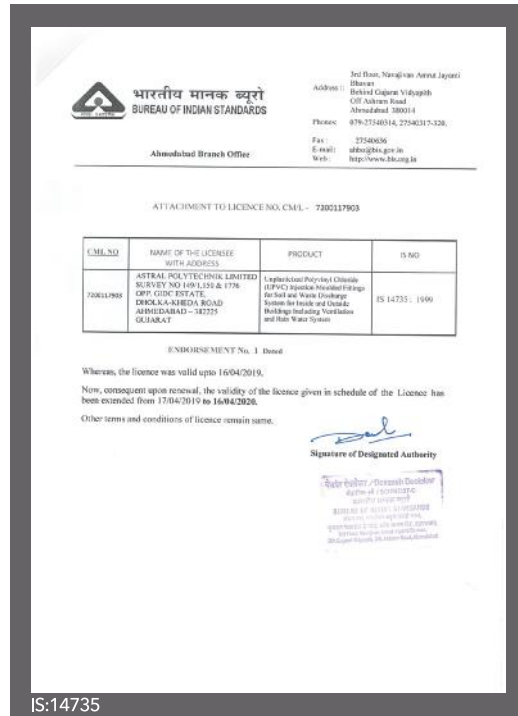 भारतीय मानक ब्यूरो
BUREAU OF INDIAN STANDARDS
Ahmedabad Branch Office
Address :
3rd floor, Navajivan Amrut Jayanti
Bhavan
Behind Gujarat Vidyapith
Off Ashram Road
Ahmedabad 380014
Phones: 079-27540314, 27540317-320,
Fax : 27540636
E-mail: ahbo@bis.gov.in
Web : http://www.bis.org.in
ATTACHMENT TO LICENCE NO. CM/L - 7200117903
CML NO
NAME OF THE LICENSEE
WITH ADDRESS
PRODUCT
IS NO
7200117903
ASTRAL POLYTECHNIK LIMITED
SURVEY NO 149/1,150 & 1776
OPP. GIDC ESTATE,
DHOLKA-KHEDA ROAD
AHMEDABAD – 382225
GUJARAT
Unplasticized Polyvinyl Chloride
(UPVC) Injection Moulded Fittings
for Soil and Waste Discharge
System for Inside and Outside
Buildings Including Ventilation
and Rain Water System
IS 14735 : 1999
ENDORSEMENT No. 1 Dated
Whereas, the licence was valid upto 16/04/2019.
Now, consequent upon renewal, the validity of the licence given in schedule of the Licence has
been extended from 17/04/2019 to 16/04/2020.
Other terms and conditions of licence remain same.
Signature of Designated Authority
BUREAU OF INDIAN STANDARDS
IS:14735